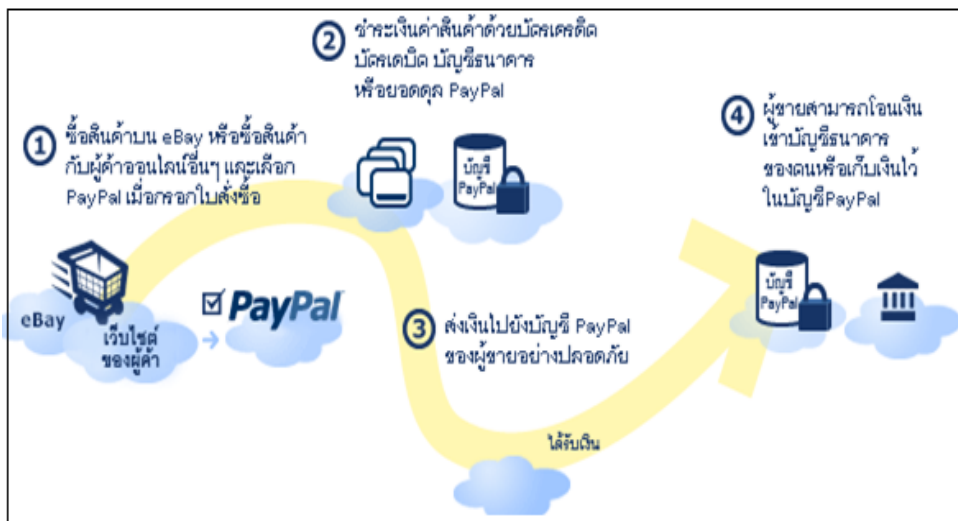 1
ซื้อสินค้าบน eBay หรือซื้อสินค้า
กับผู้ค้าออนไลน์อื่นๆ และเลือก
PayPal เมื่อกรอกใบสั่งซื้อ
eBay
เว็บไซต์
ของผู้ค้า
PayPal
2
ชำระเงินค่าสินค้าด้วยบัตรเครดิต
บัตรเดบิต บัญชีธนาคาร
หรือยอดดุล PayPal
บัญชี
PayPal
3
ส่งเงินไปยังบัญชี PayPal
ของผู้ขายอย่างปลอดภัย
ได้รับเงิน
4
ผู้ขายสามารถโอนเงิน
เข้าบัญชีธนาคาร
ของตนหรือเก็บเงินไว้
ในบัญชีPayPal
บัญชี
PayPal